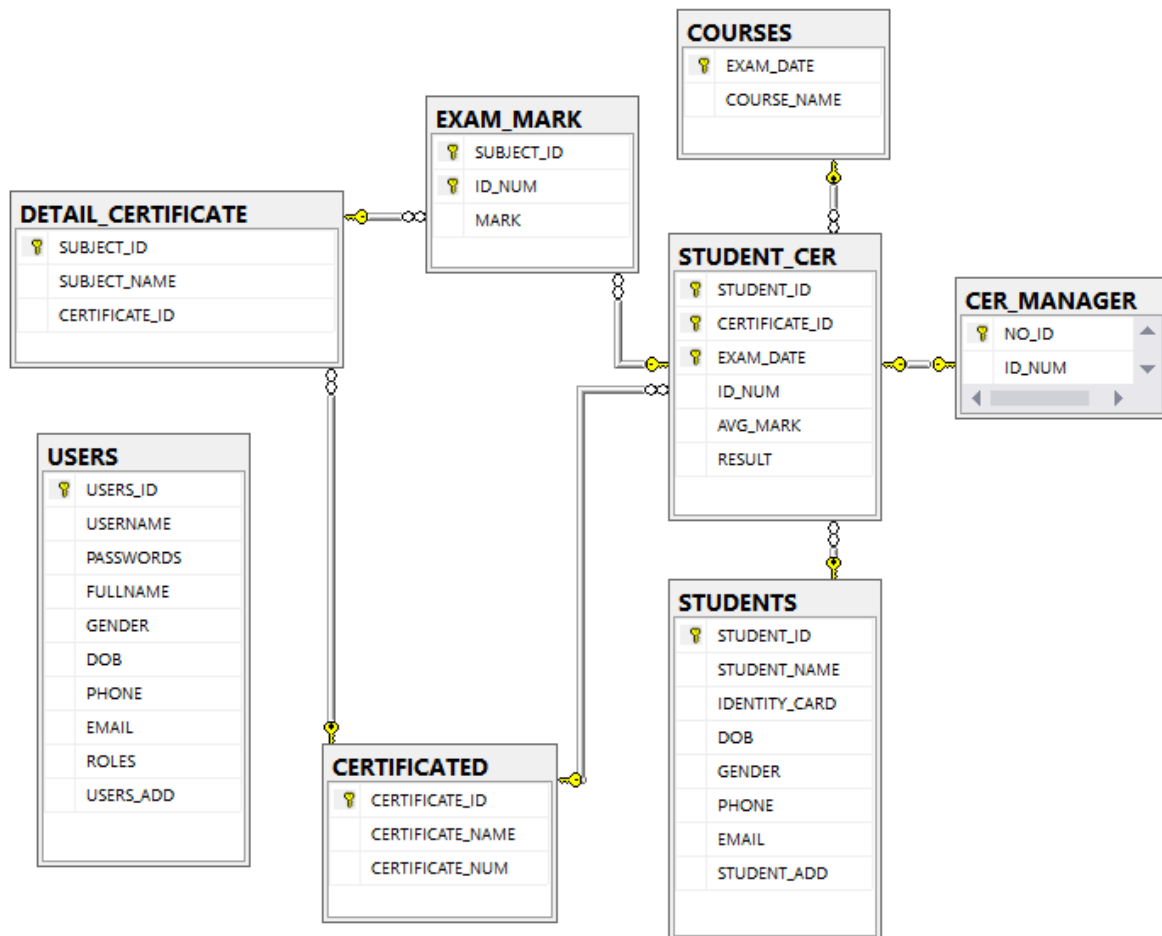 COURSES
EXAM_DATE
COURSE_NAME
EXAM_MARK
SUBJECT_ID
ID_NUM
MARK
DETAIL_CERTIFICATE
SUBJECT_ID
SUBJECT_NAME
CERTIFICATE_ID
STUDENT_CER
STUDENT_ID
CERTIFICATE_ID
EXAM_DATE
ID_NUM
AVG_MARK
RESULT
CER_MANAGER
NO_ID
ID_NUM
USERS
USERS_ID
USERNAME
PASSWORDS
FULLNAME
GENDER
DOB
PHONE
EMAIL
ROLES
USERS_ADD
STUDENTS
STUDENT_ID
STUDENT_NAME
IDENTITY_CARD
DOB
GENDER
PHONE
EMAIL
STUDENT_ADD
CERTIFICATED
CERTIFICATE_ID
CERTIFICATE_NAME
CERTIFICATE_NUM